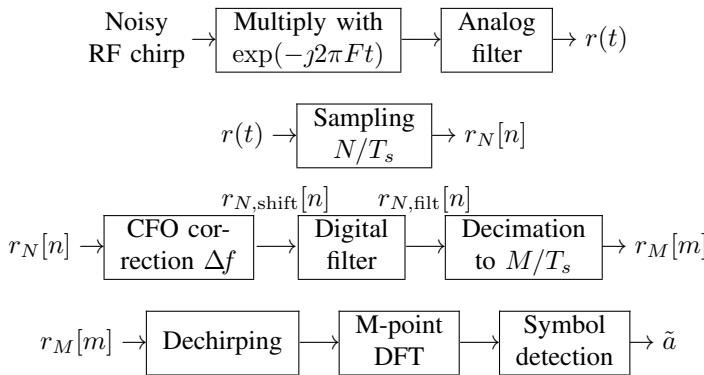 Noisy RF chirp
Multiply with exp(−ȷ2πFt)
Analog filter
r(t)
r(t)
Sampling N/T_s
r_N[n]
r_N[n]
CFO cor-rection Δf
r_{N,shift}[n]
Digital filter
r_{N,filt}[n]
Decimation to M/T_s
r_M[m]
r_M[m]
Dechirping
M-point DFT
Symbol detection
ã